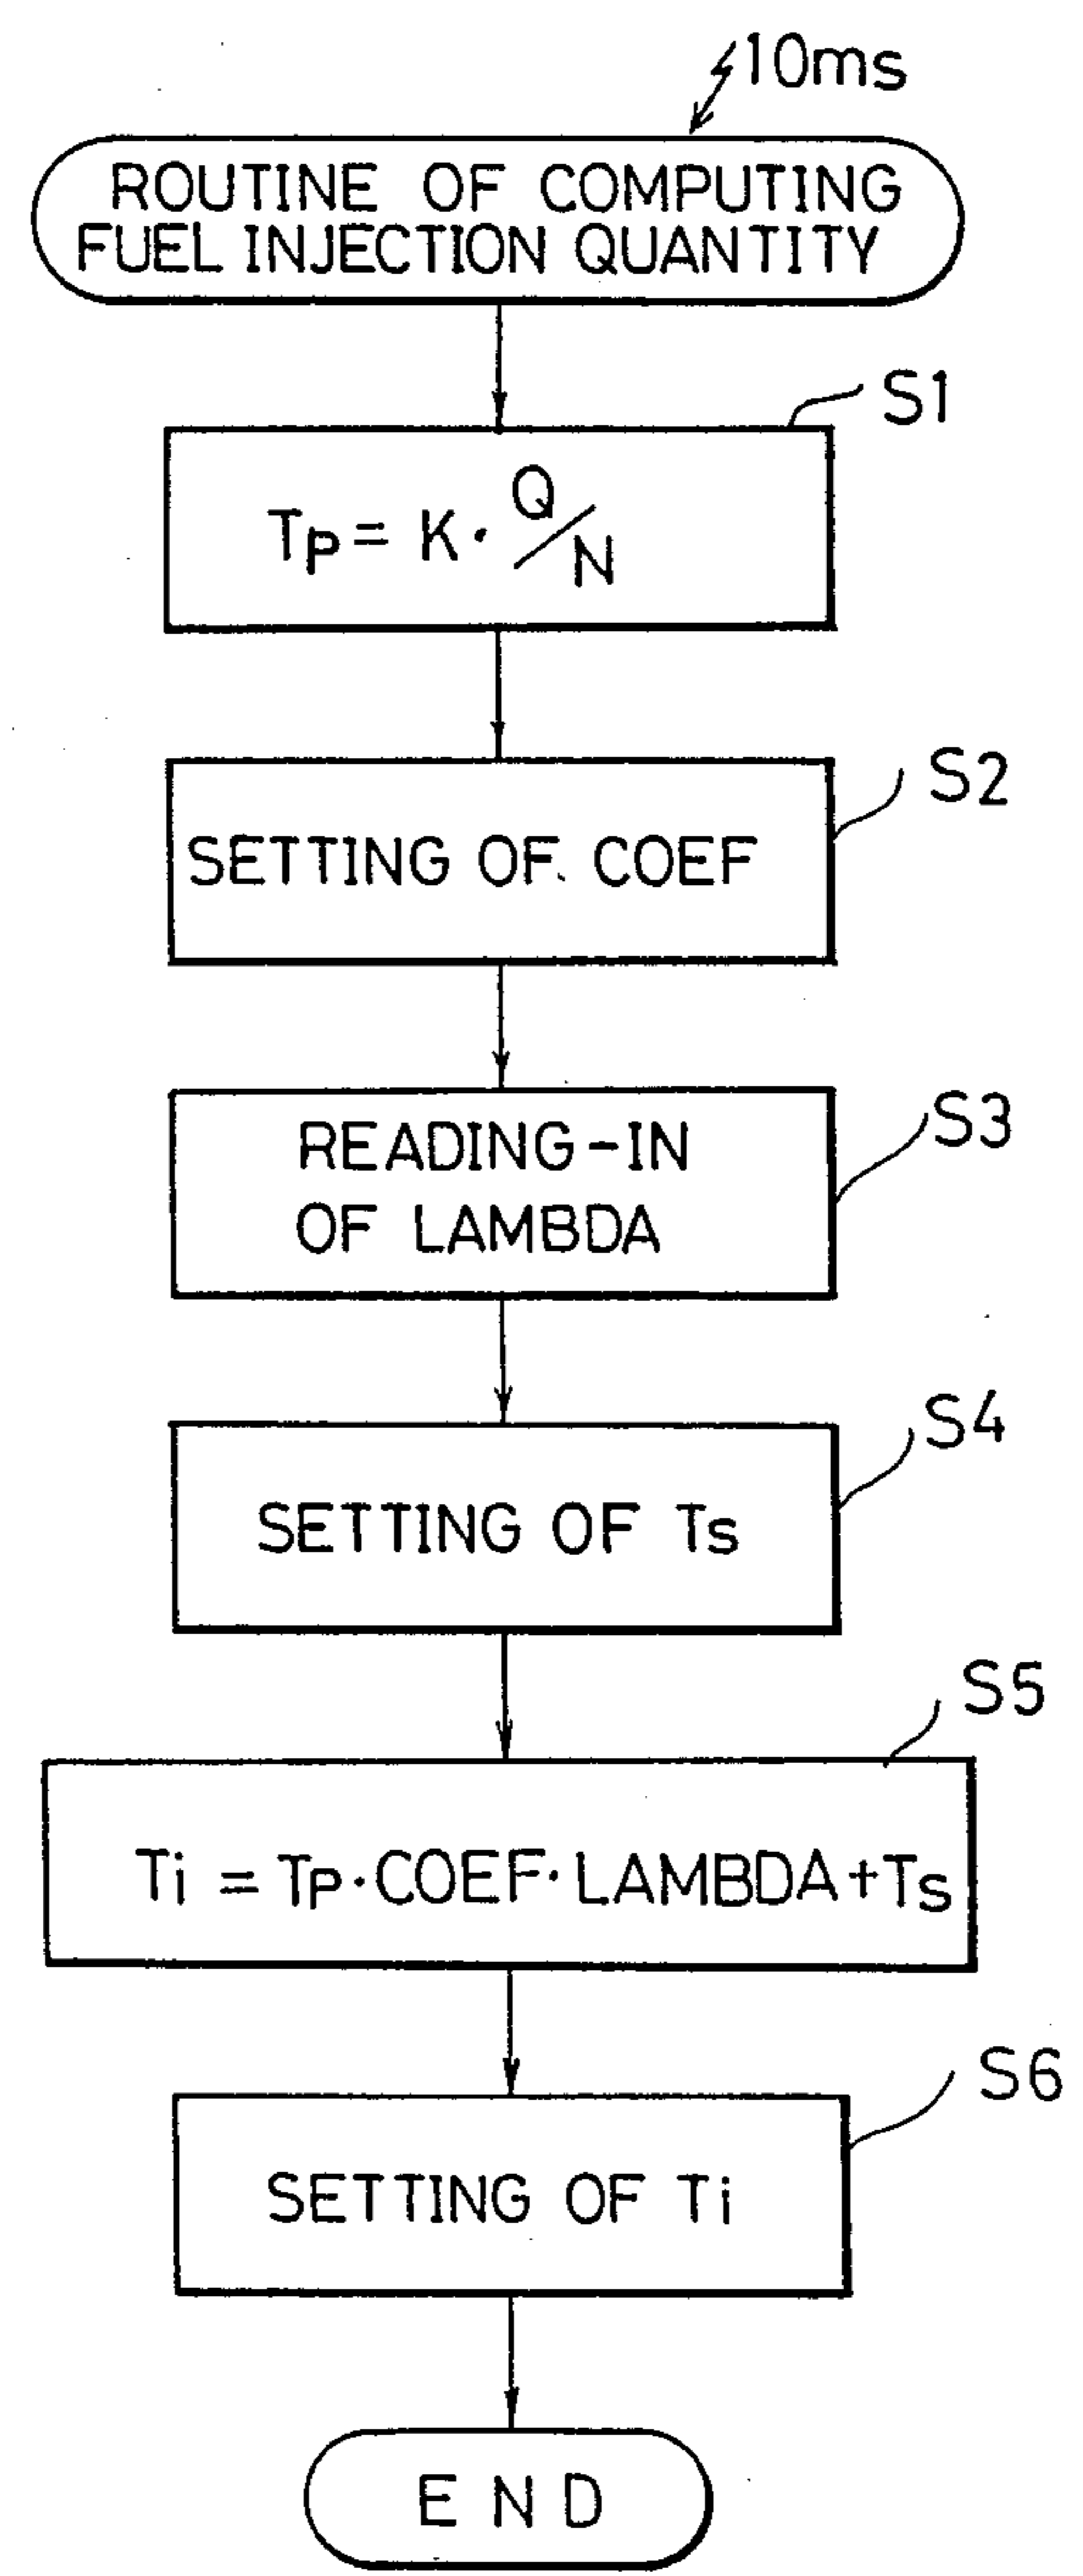 10ms
ROUTINE OF COMPUTING
FUEL INJECTION QUANTITY
S1
Tp = K · Q/N
S2
SETTING OF COEF
S3
READING-IN
OF LAMBDA
S4
SETTING OF Ts
S5
Ti = Tp · COEF · LAMBDA + Ts
S6
SETTING OF Ti
END